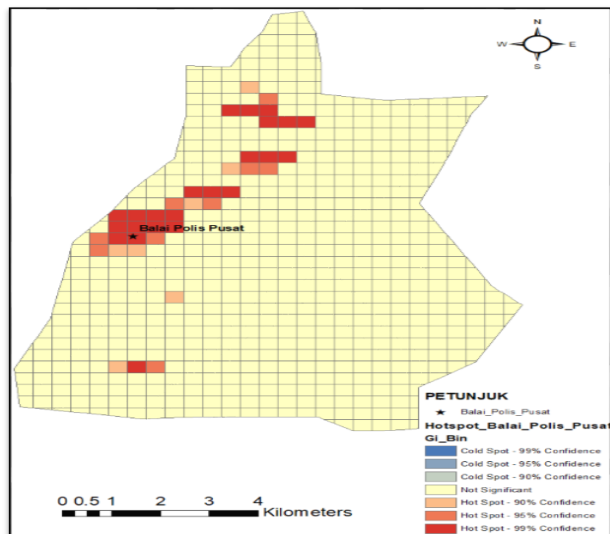 N
W E
S
Balai Polis Pusat
PETUNJUK
Balai_Polis_Pusat
Hotspot_Balai_Polis_Pusat
Gi_Bin
Cold Spot - 99% Confidence
Cold Spot - 95% Confidence
Cold Spot - 90% Confidence
Not Significant
Hot Spot - 90% Confidence
Hot Spot - 95% Confidence
Hot Spot - 99% Confidence
0 0.5 1 2 3 4
Kilometers